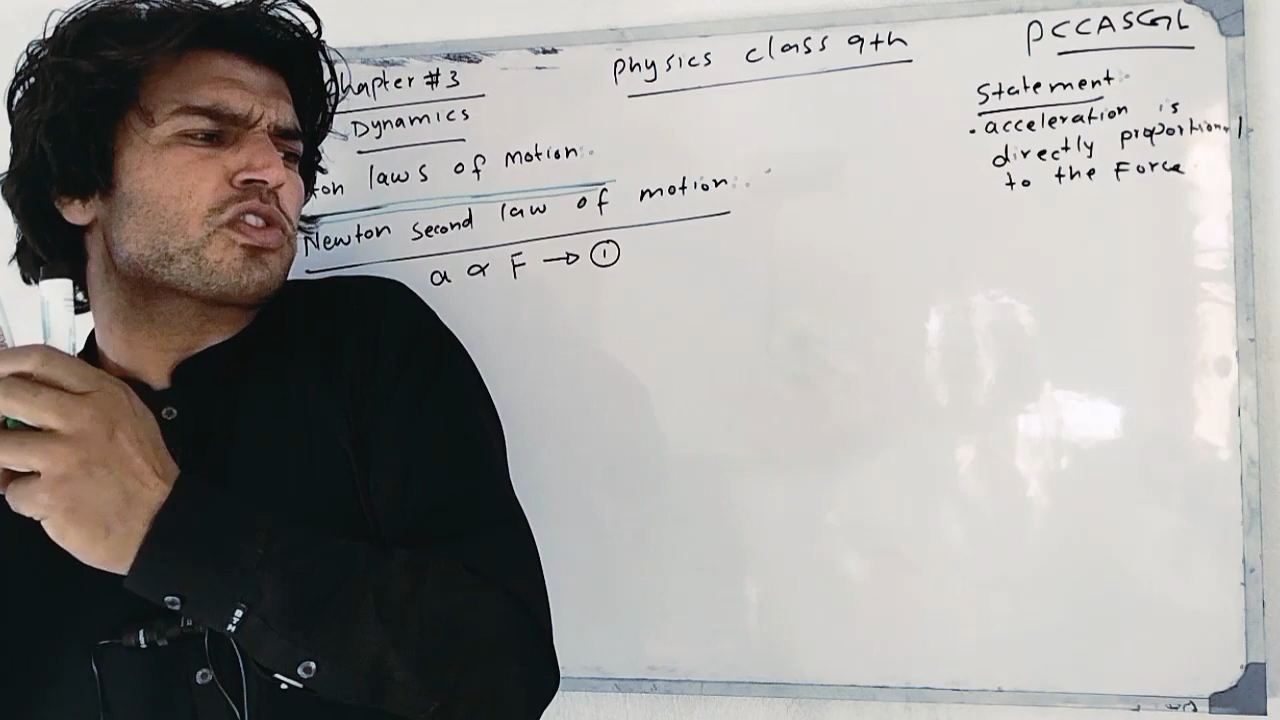 PCCASGL
physics class 9th
Chapter #3
Dynamics
ton laws of motion.
Newton second law of motion..
a ∝ F → ①
Statement:
. acceleration is
directly proportional
to the Force